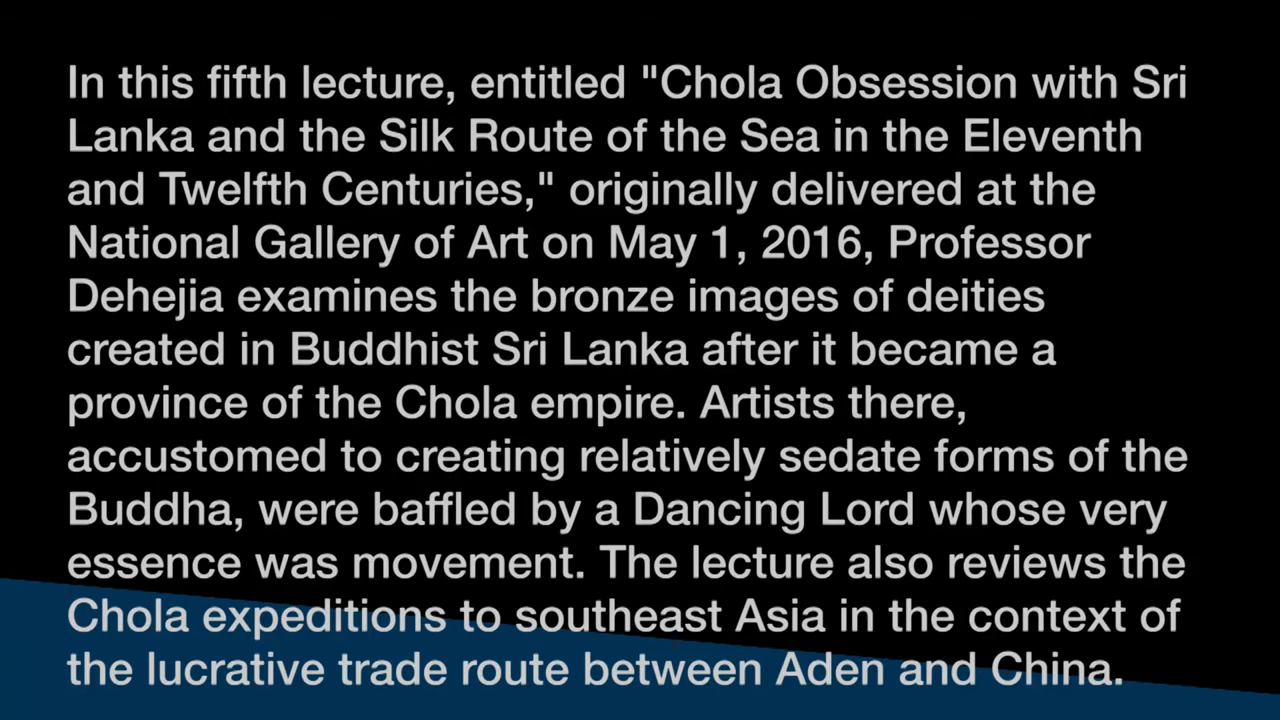 In this fifth lecture, entitled "Chola Obsession with Sri
Lanka and the Silk Route of the Sea in the Eleventh
and Twelfth Centuries," originally delivered at the
National Gallery of Art on May 1, 2016, Professor
Dehejia examines the bronze images of deities
created in Buddhist Sri Lanka after it became a
province of the Chola empire. Artists there,
accustomed to creating relatively sedate forms of the
Buddha, were baffled by a Dancing Lord whose very
essence was movement. The lecture also reviews the
Chola expeditions to southeast Asia in the context of
the lucrative trade route between Aden and China.